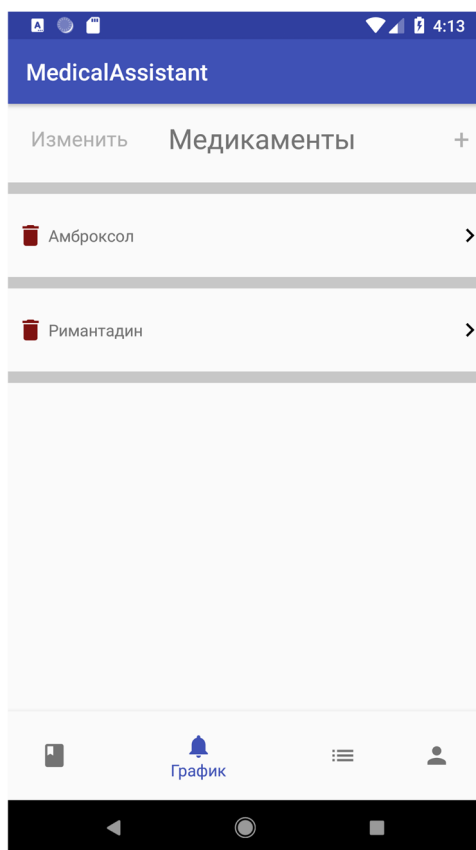 4:13
MedicalAssistant
Изменить Медикаменты +
Амброксол
Римантадин
График